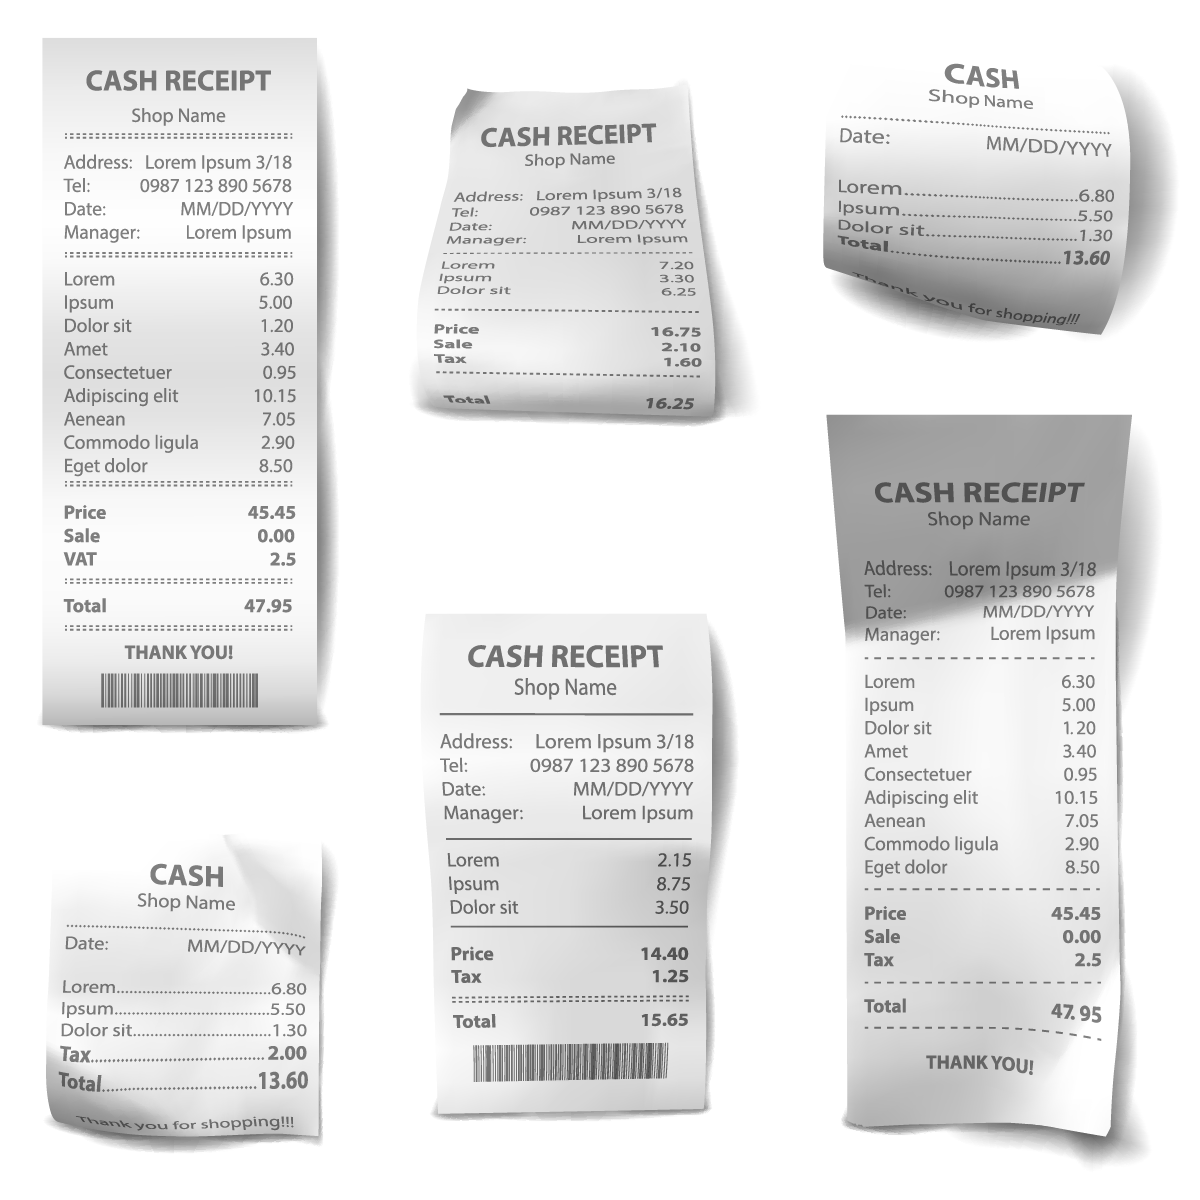 CASH RECEIPT
Shop Name
Address: Lorem Ipsum 3/18
Tel: 0987 123 890 5678
Date: MM/DD/YYYY
Manager: Lorem Ipsum
Lorem 6.30
Ipsum 5.00
Dolor sit 1.20
Amet 3.40
Consectetuer 0.95
Adipiscing elit 10.15
Aenean 7.05
Commodo ligula 2.90
Eget dolor 8.50
Price 45.45
Sale 0.00
VAT 2.5
Total 47.95
THANK YOU!
CASH RECEIPT
Shop Name
Address: Lorem Ipsum 3/18
Tel: 0987 123 890 5678
Date: MM/DD/YYYY
Manager: Lorem Ipsum
Lorem 7.20
Ipsum 3.30
Dolor sit 6.25
Price 16.75
Sale 2.10
Tax 1.60
Total 16.25
CASH
Shop Name
Date: MM/DD/YYYY
Lorem 6.80
Ipsum 5.50
Dolor sit 1.30
Total 13.60
Thank you for shopping!!!
CASH
Shop Name
Date: MM/DD/YYYY
Lorem 6.80
Ipsum 5.50
Dolor sit 1.30
Tax 2.00
Total 13.60
Thank you for shopping!!!
CASH RECEIPT
Shop Name
Address: Lorem Ipsum 3/18
Tel: 0987 123 890 5678
Date: MM/DD/YYYY
Manager: Lorem Ipsum
Lorem 2.15
Ipsum 8.75
Dolor sit 3.50
Price 14.40
Tax 1.25
Total 15.65
CASH RECEIPT
Shop Name
Address: Lorem Ipsum 3/18
Tel: 0987 123 890 5678
Date: MM/DD/YYYY
Manager: Lorem Ipsum
Lorem 6.30
Ipsum 5.00
Dolor sit 1.20
Amet 3.40
Consectetuer 0.95
Adipiscing elit 10.15
Aenean 7.05
Commodo ligula 2.90
Eget dolor 8.50
Price 45.45
Sale 0.00
Tax 2.5
Total 47.95
THANK YOU!